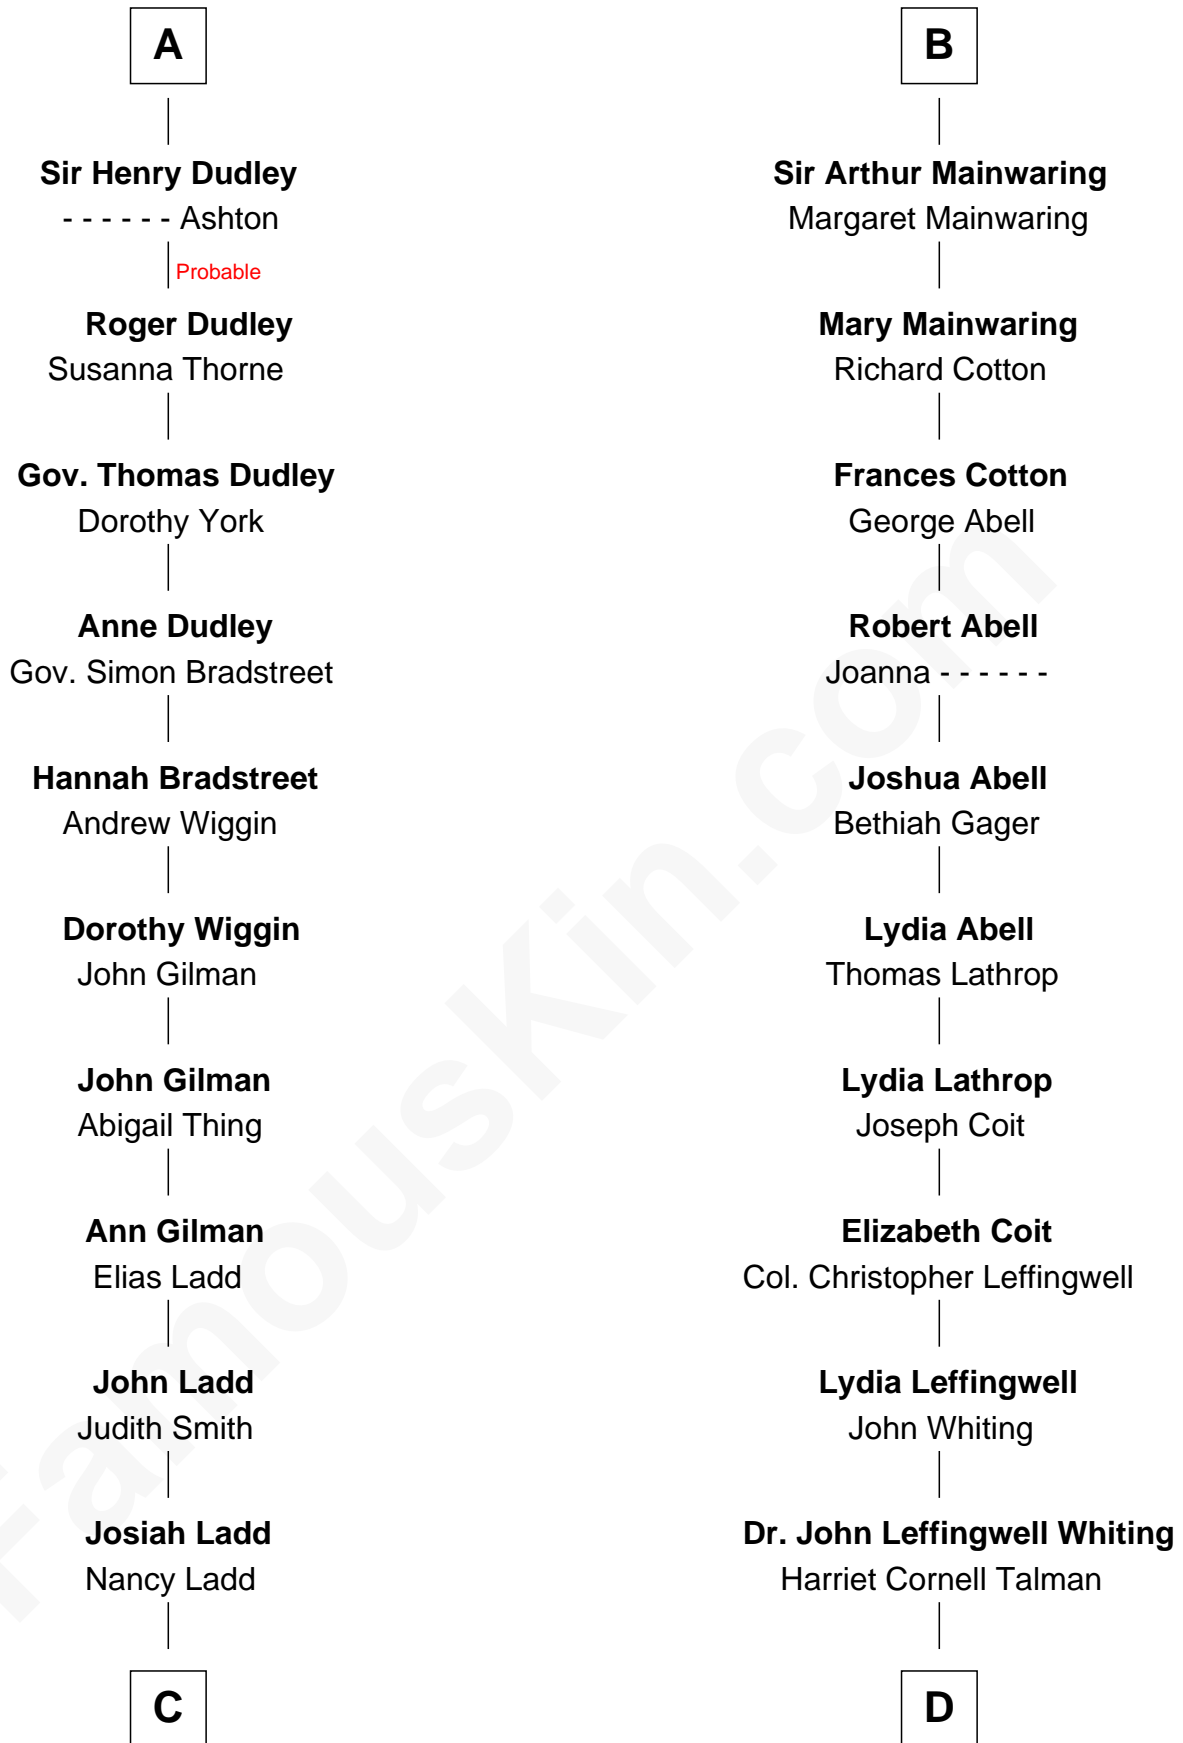 A
Sir Henry Dudley
- - - - - - Ashton
Probable
Roger Dudley
Susanna Thorne
Gov. Thomas Dudley
Dorothy York
Anne Dudley
Gov. Simon Bradstreet
Hannah Bradstreet
Andrew Wiggin
Dorothy Wiggin
John Gilman
John Gilman
Abigail Thing
Ann Gilman
Elias Ladd
John Ladd
Judith Smith
Josiah Ladd
Nancy Ladd
C
B
Sir Arthur Mainwaring
Margaret Mainwaring
Mary Mainwaring
Richard Cotton
Frances Cotton
George Abell
Robert Abell
Joanna - - - - - -
Joshua Abell
Bethiah Gager
Lydia Abell
Thomas Lathrop
Lydia Lathrop
Joseph Coit
Elizabeth Coit
Col. Christopher Leffingwell
Lydia Leffingwell
John Whiting
Dr. John Leffingwell Whiting
Harriet Cornell Talman
D
FamousKin.com